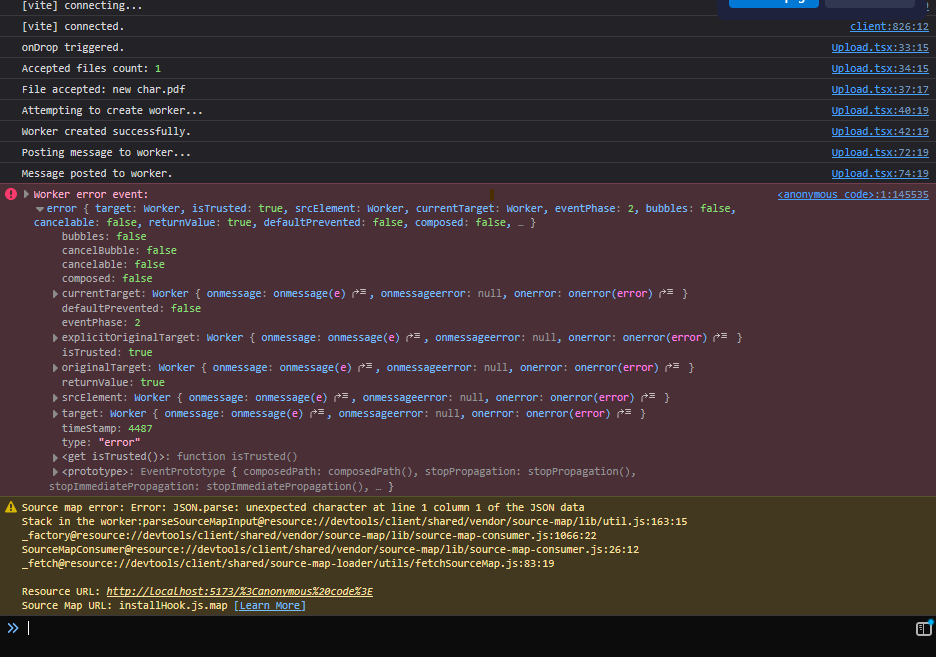 [vite] connecting...
[vite] connected. client:826:12
onDrop triggered. Upload.tsx:33:15
Accepted files count: 1 Upload.tsx:34:15
File accepted: new char.pdf Upload.tsx:37:17
Attempting to create worker... Upload.tsx:40:19
Worker created successfully. Upload.tsx:42:19
Posting message to worker... Upload.tsx:72:19
Message posted to worker. Upload.tsx:74:19
Worker error event: <anonymous code>:1:145535
error { target: Worker, isTrusted: true, srcElement: Worker, currentTarget: Worker, eventPhase: 2, bubbles: false,
cancelable: false, returnValue: true, defaultPrevented: false, composed: false, … }
bubbles: false
cancelBubble: false
cancelable: false
composed: false
currentTarget: Worker { onmessage: onmessage(e), onmessageerror: null, onerror: onerror(error) }
defaultPrevented: false
eventPhase: 2
explicitOriginalTarget: Worker { onmessage: onmessage(e), onmessageerror: null, onerror: onerror(error) }
isTrusted: true
originalTarget: Worker { onmessage: onmessage(e), onmessageerror: null, onerror: onerror(error) }
returnValue: true
srcElement: Worker { onmessage: onmessage(e), onmessageerror: null, onerror: onerror(error) }
target: Worker { onmessage: onmessage(e), onmessageerror: null, onerror: onerror(error) }
timeStamp: 4487
type: "error"
<get isTrusted()>: function isTrusted()
<prototype>: EventPrototype { composedPath: composedPath(), stopPropagation: stopPropagation(),
stopImmediatePropagation: stopImmediatePropagation(), … }
Source map error: Error: JSON.parse: unexpected character at line 1 column 1 of the JSON data
Stack in the worker:parseSourceMapInput@resource://devtools/client/shared/vendor/source-map/lib/util.js:163:15
_factory@resource://devtools/client/shared/vendor/source-map/lib/source-map-consumer.js:1066:22
SourceMapConsumer@resource://devtools/client/shared/vendor/source-map/lib/source-map-consumer.js:26:12
_fetch@resource://devtools/client/shared/source-map-loader/utils/fetchSourceMap.js:83:19
Resource URL: http://localhost:5173/%3Canonymous%20code%3E
Source Map URL: installHook.js.map [Learn More]